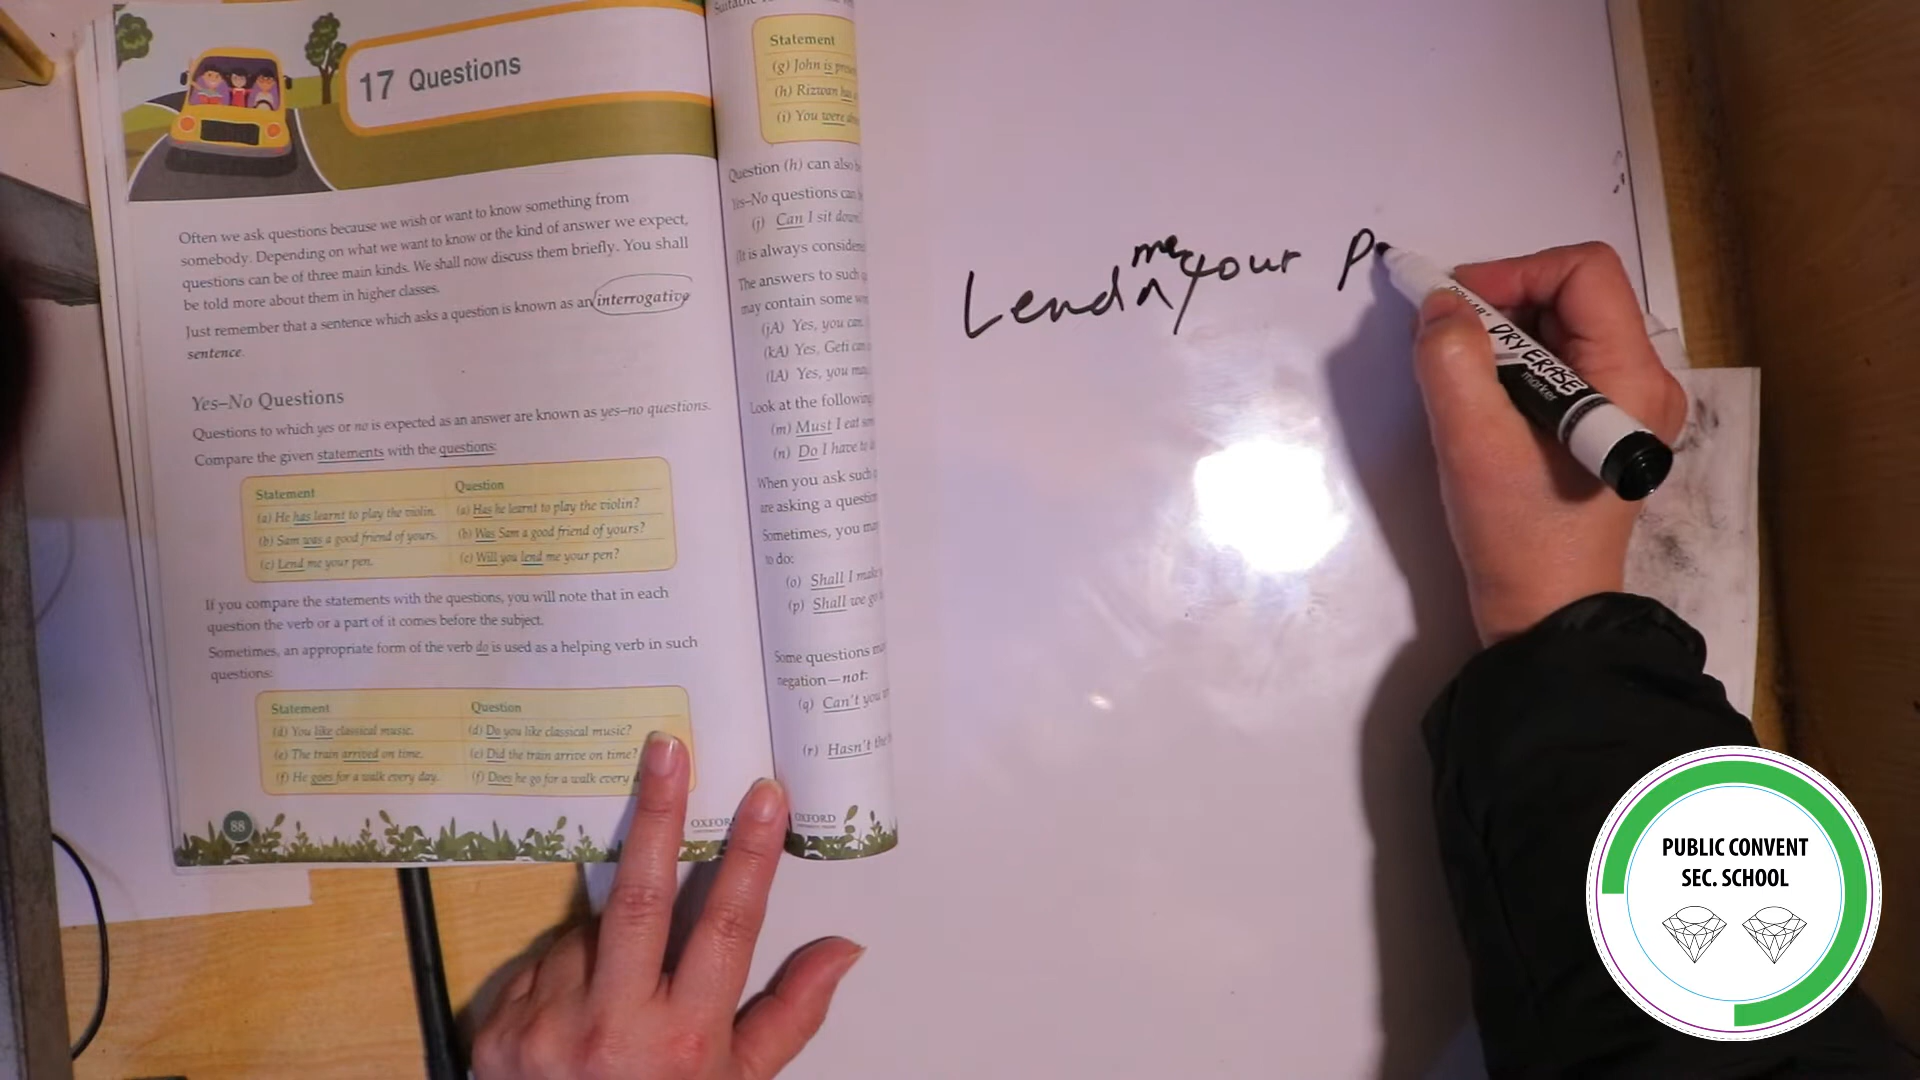 17 Questions
Often we ask questions because we wish or want to know something from
somebody. Depending on what we want to know or the kind of answer we expect,
questions can be of three main kinds. We shall now discuss them briefly. You shall
be told more about them in higher classes.
Just remember that a sentence which asks a question is known as an interrogative
sentence.
Yes–No Questions
Questions to which yes or no is expected as an answer are known as yes–no questions.
Compare the given statements with the questions:
Statement Question
(a) He has learnt to play the violin. (a) Has he learnt to play the violin?
(b) Sam was a good friend of yours. (b) Was Sam a good friend of yours?
(c) Lend me your pen. (c) Will you lend me your pen?
If you compare the statements with the questions, you will note that in each
question the verb or a part of it comes before the subject.
Sometimes, an appropriate form of the verb do is used as a helping verb in such
questions:
Statement Question
(d) You like classical music. (d) Do you like classical music?
(e) The train arrived on time. (e) Did the train arrive on time?
(f) He goes for a walk every day. (f) Does he go for a walk every
88
Statement
(g) John is
(h) Rizwan
(i) You were
Question (h) can also
Yes–No questions can
(j) Can I sit down
(It is always
The answers to such
may contain some
(jA) Yes, you can
(kA) Yes, Geti can
(lA) Yes, you
Look at the following
(m) Must I eat
(n) Do I have to
When you ask such
are asking a question
Sometimes, you may
to do:
(o) Shall I make
(p) Shall we go
Some questions
negation—not:
(q) Can't you
(r) Hasn't the
OXFORD
Lend me your P
DRY ERASE
marker
PUBLIC CONVENT
SEC. SCHOOL